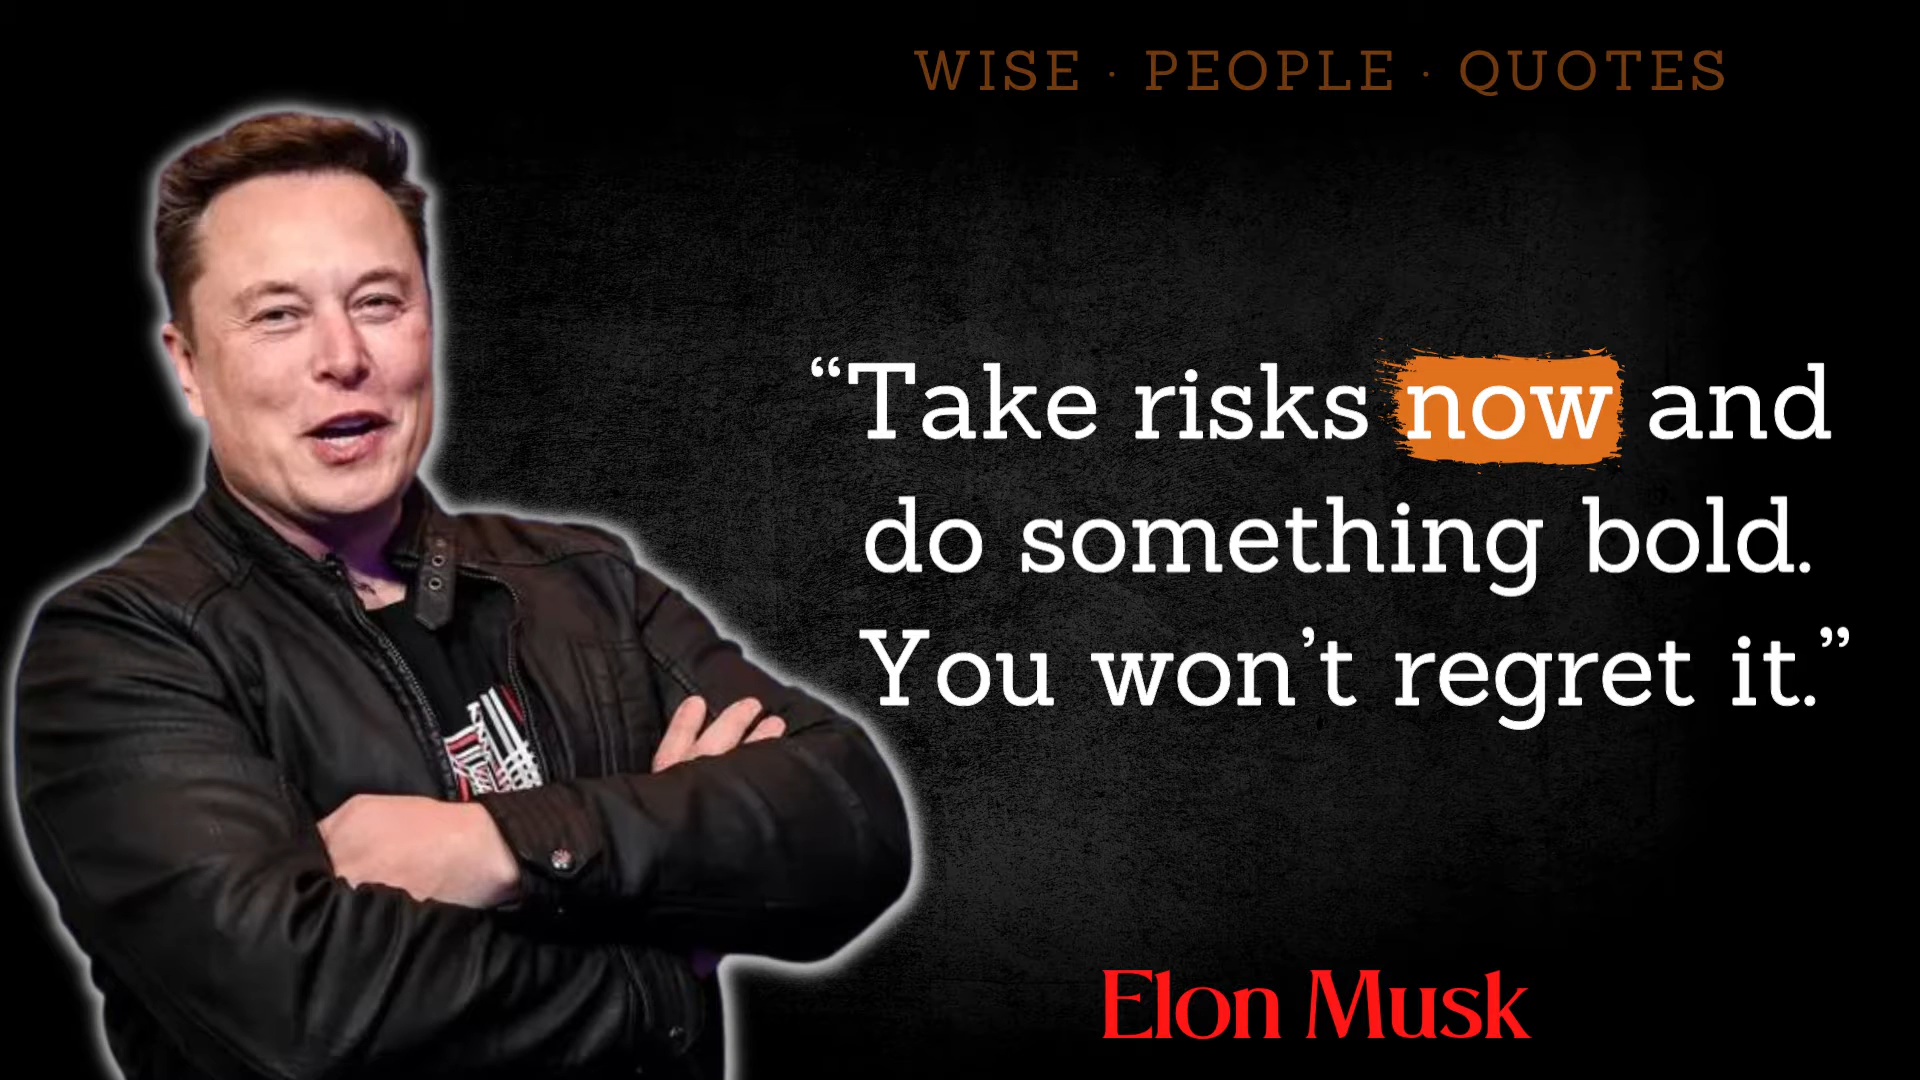 WISE · PEOPLE · QUOTES
“Take risks now and
do something bold.
You won’t regret it.”
Elon Musk